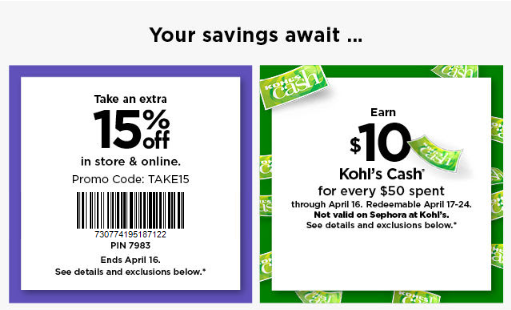 Your savings await ...
Take an extra
15% off
in store & online.
Promo Code: TAKE15
730774195187122
PIN 7983
Ends April 16.
See details and exclusions below.*
Earn
$10
Kohl's Cash*
for every $50 spent
through April 16. Redeemable April 17-24.
Not valid on Sephora at Kohl's.
See details and exclusions below.*
KOHL'S
cash